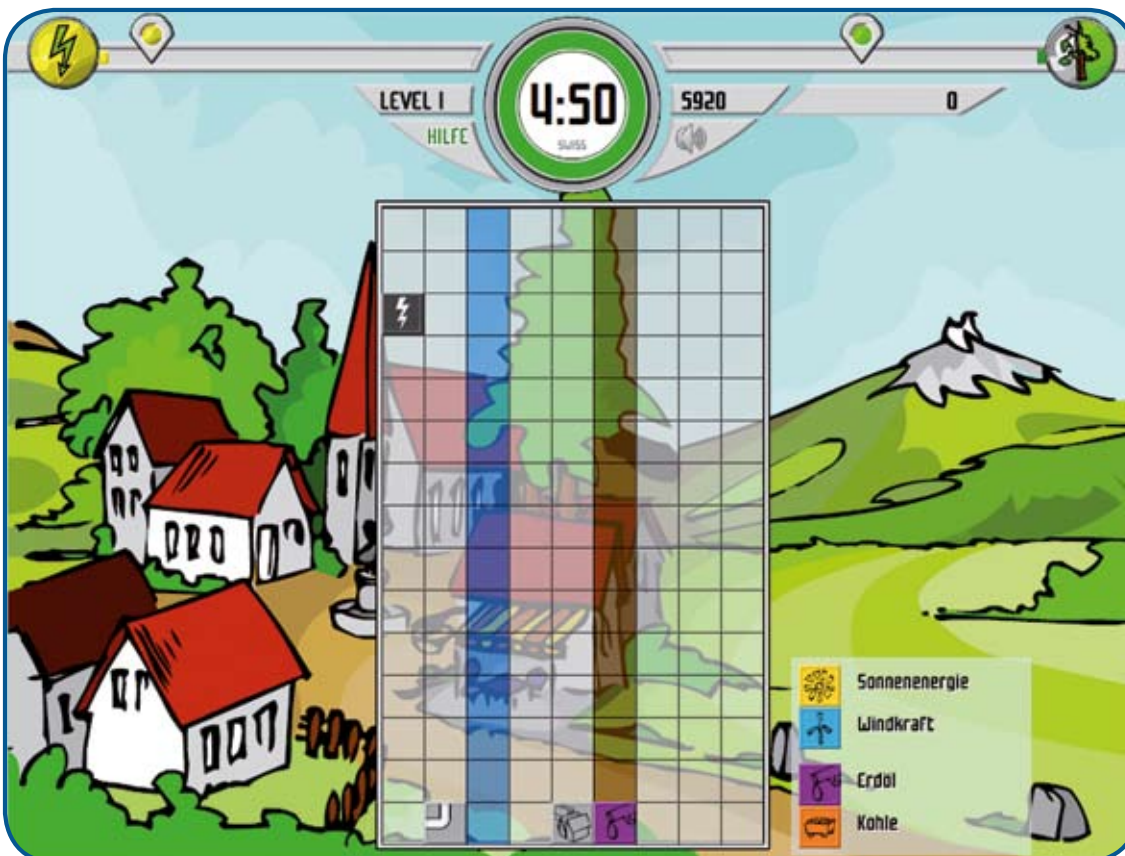 LEVEL 1
HILFE
4:50
SWISS
5920
0
Sonnenenergie
Windkraft
Erdöl
Kohle